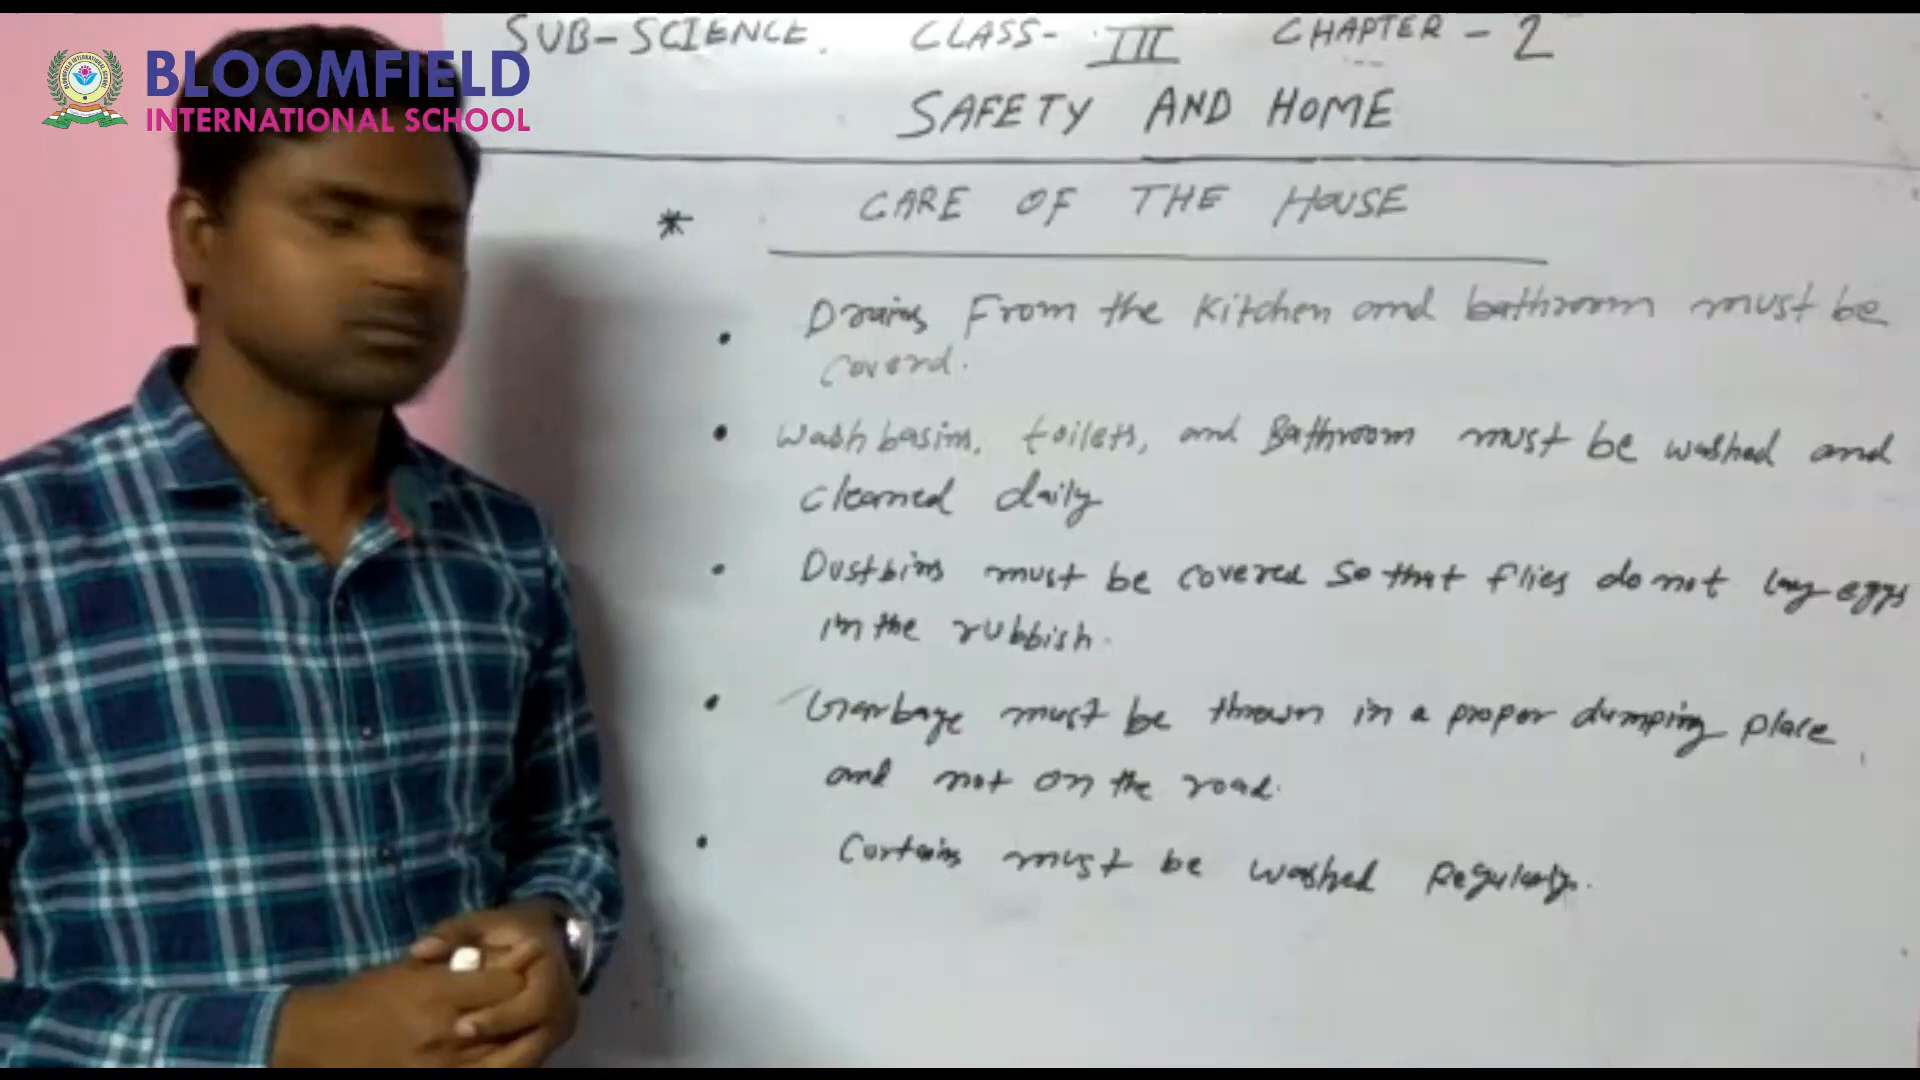 BLOOMFIELD
INTERNATIONAL SCHOOL
SUB-SCIENCE. CLASS- III CHAPTER - 2
SAFETY AND HOME
* CARE OF THE HOUSE
• Drains From the Kitchen and bathroom must be
coverd.
• Wash basins, toilets, and Bathroom must be washed and
cleaned daily
• Dustbins must be covered so that flies do not lay eggs
in the rubbish.
• Garbage must be thrown in a proper dumping place,
and not on the road.
• Curtains must be washed Regularly.